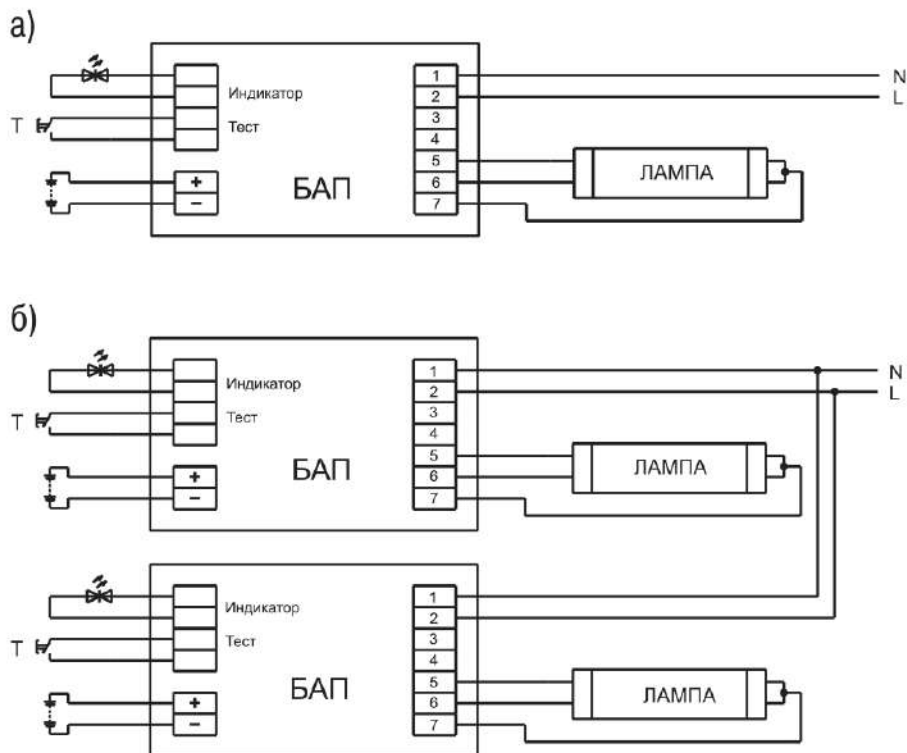 а)
1
N
2
L
Индикатор
3
Т
Тест
4
5
ЛАМПА
+
БАП
6
−
7
б)
1
N
2
L
Индикатор
3
Т
Тест
4
5
ЛАМПА
+
БАП
6
−
7
1
Индикатор
2
3
Т
Тест
4
5
ЛАМПА
+
БАП
6
−
7